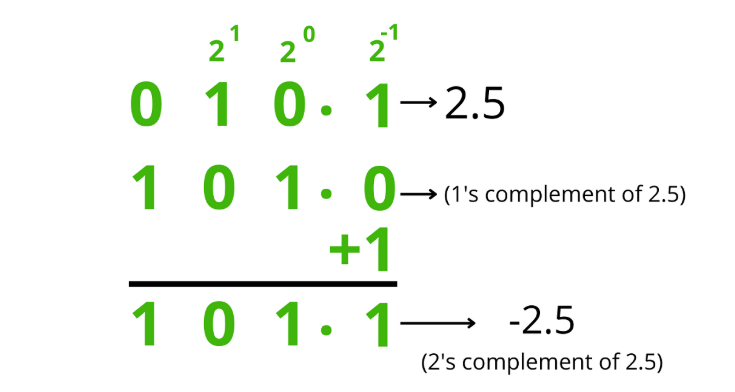 2^1 2^0 2^-1
0 1 0 . 1 → 2.5
1 0 1 . 0 → (1's complement of 2.5)
+1
1 0 1 . 1 → -2.5
(2's complement of 2.5)